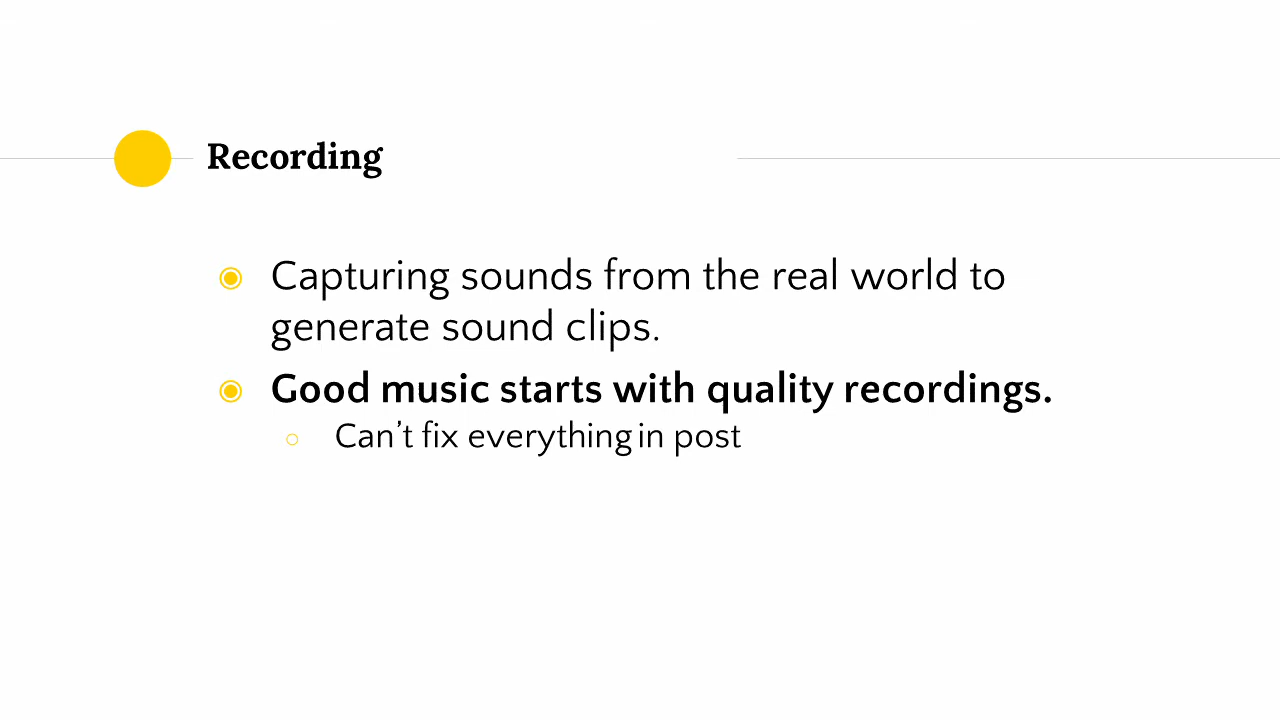 Recording
Capturing sounds from the real world to
generate sound clips.
Good music starts with quality recordings.
Can’t fix everything in post